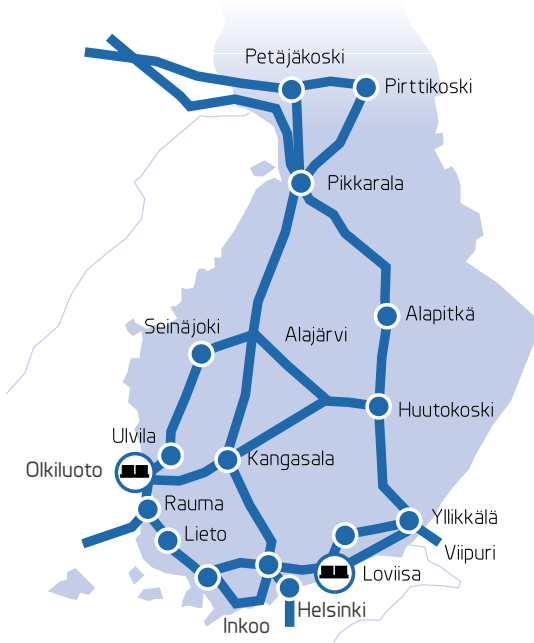 Petäjäkoski
Pirttikoski
Pikkarala
Alapitkä
Seinäjoki
Alajärvi
Huutokoski
Ulvila
Olkiluoto
Kangasala
Rauma
Yllikkälä
Lieto
Viipuri
Loviisa
Helsinki
Inkoo